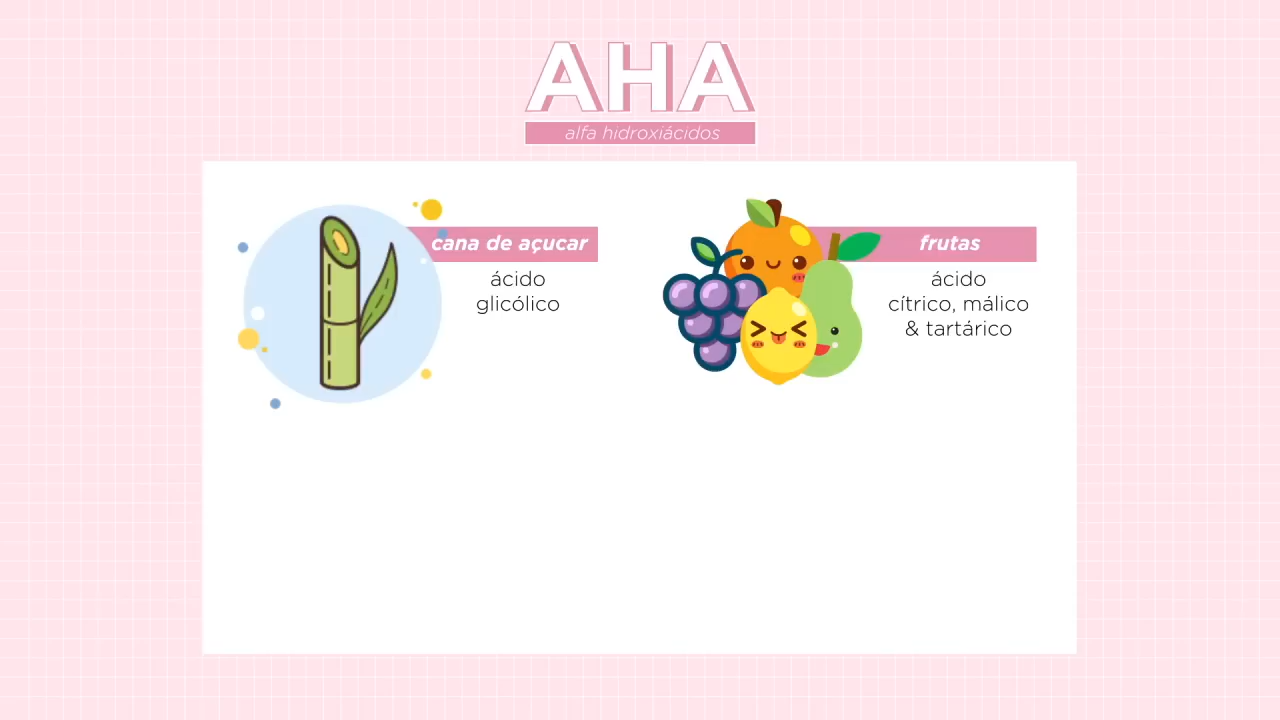 AHA
alfa hidroxiácidos
cana de açucar
ácido
glicólico
frutas
ácido
cítrico, málico
& tartárico